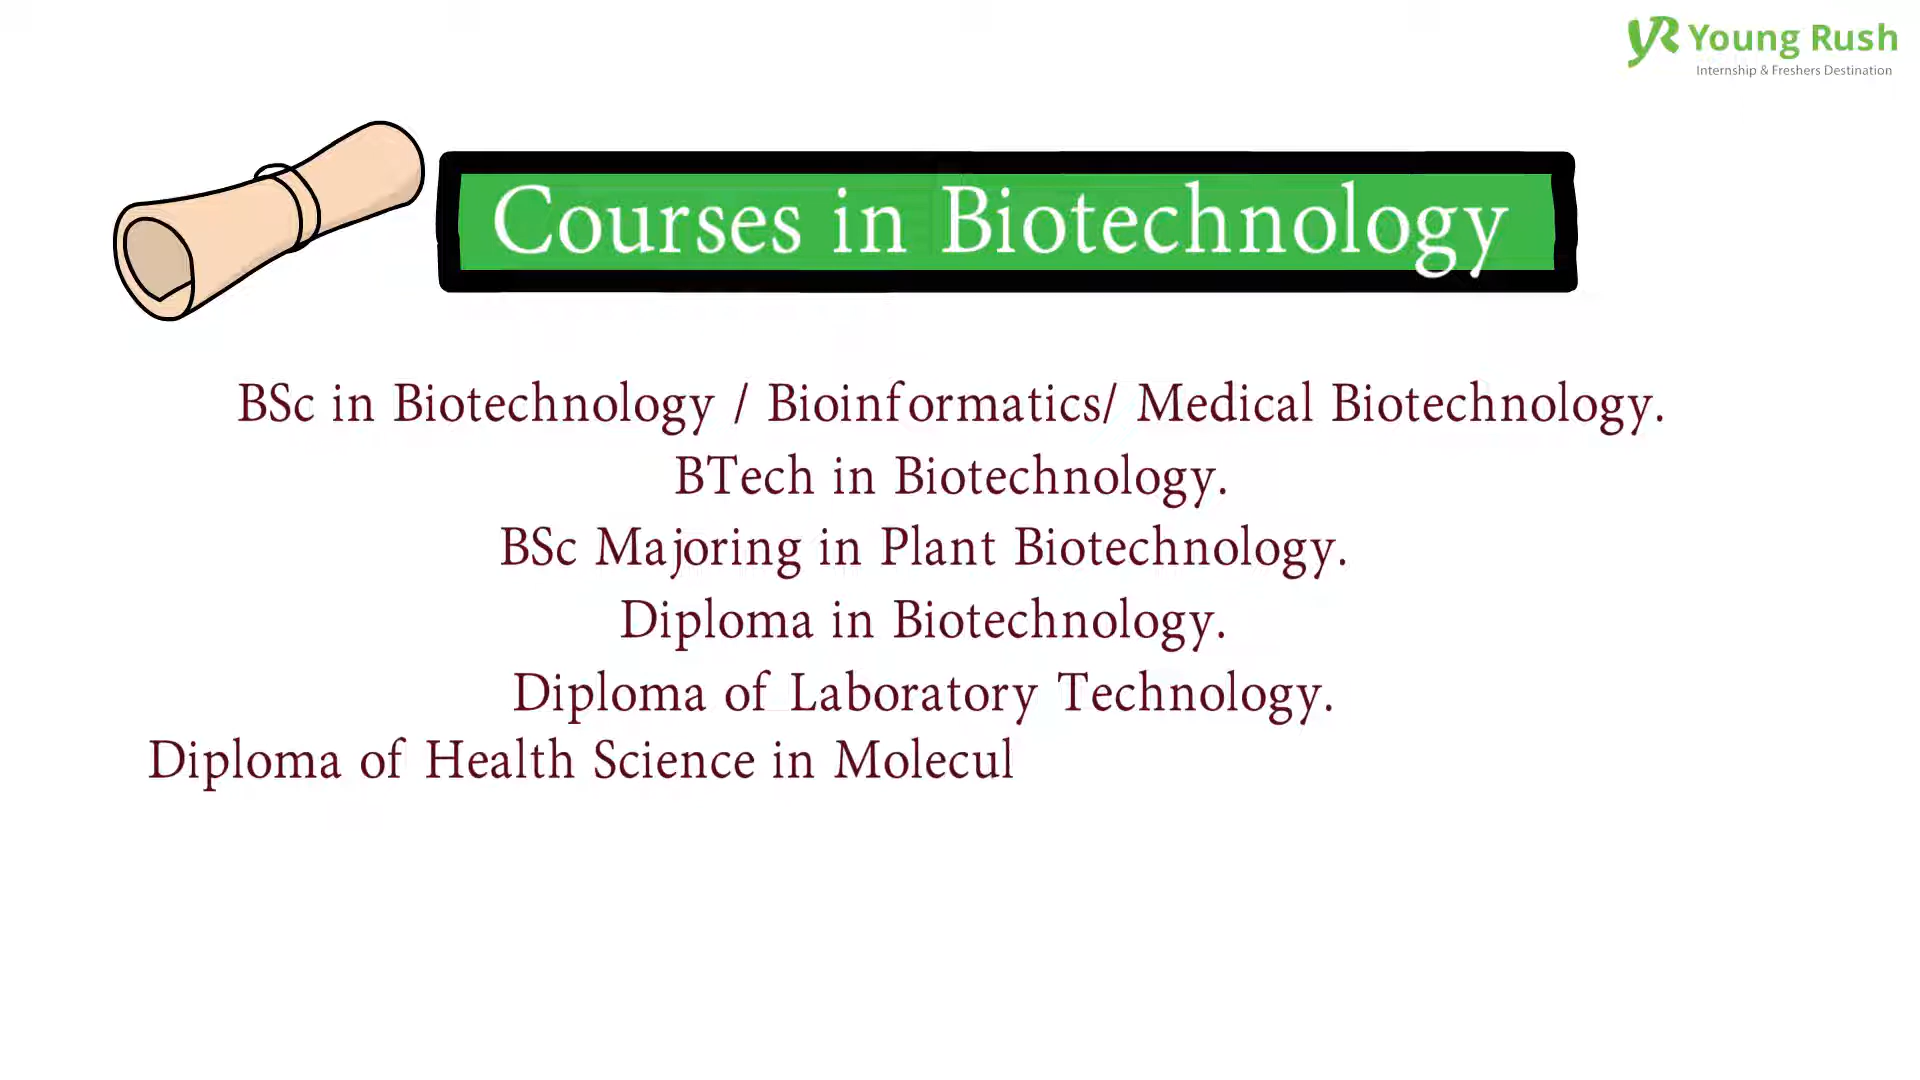 Young Rush
Internship & Freshers Destination
Courses in Biotechnology
BSc in Biotechnology / Bioinformatics/ Medical Biotechnology.
BTech in Biotechnology.
BSc Majoring in Plant Biotechnology.
Diploma in Biotechnology.
Diploma of Laboratory Technology.
Diploma of Health Science in Molecul